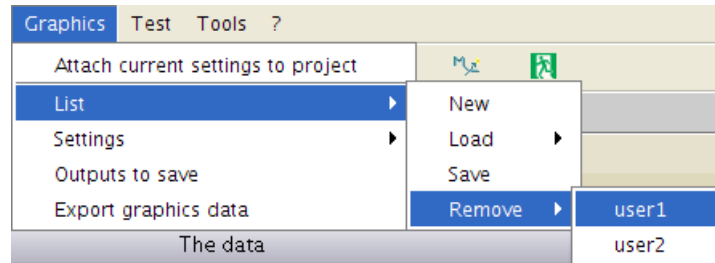 Graphics Test Tools ?
Attach current settings to project
List
New
Settings
Load
Outputs to save
Save
Export graphics data
Remove
user1
The data
user2